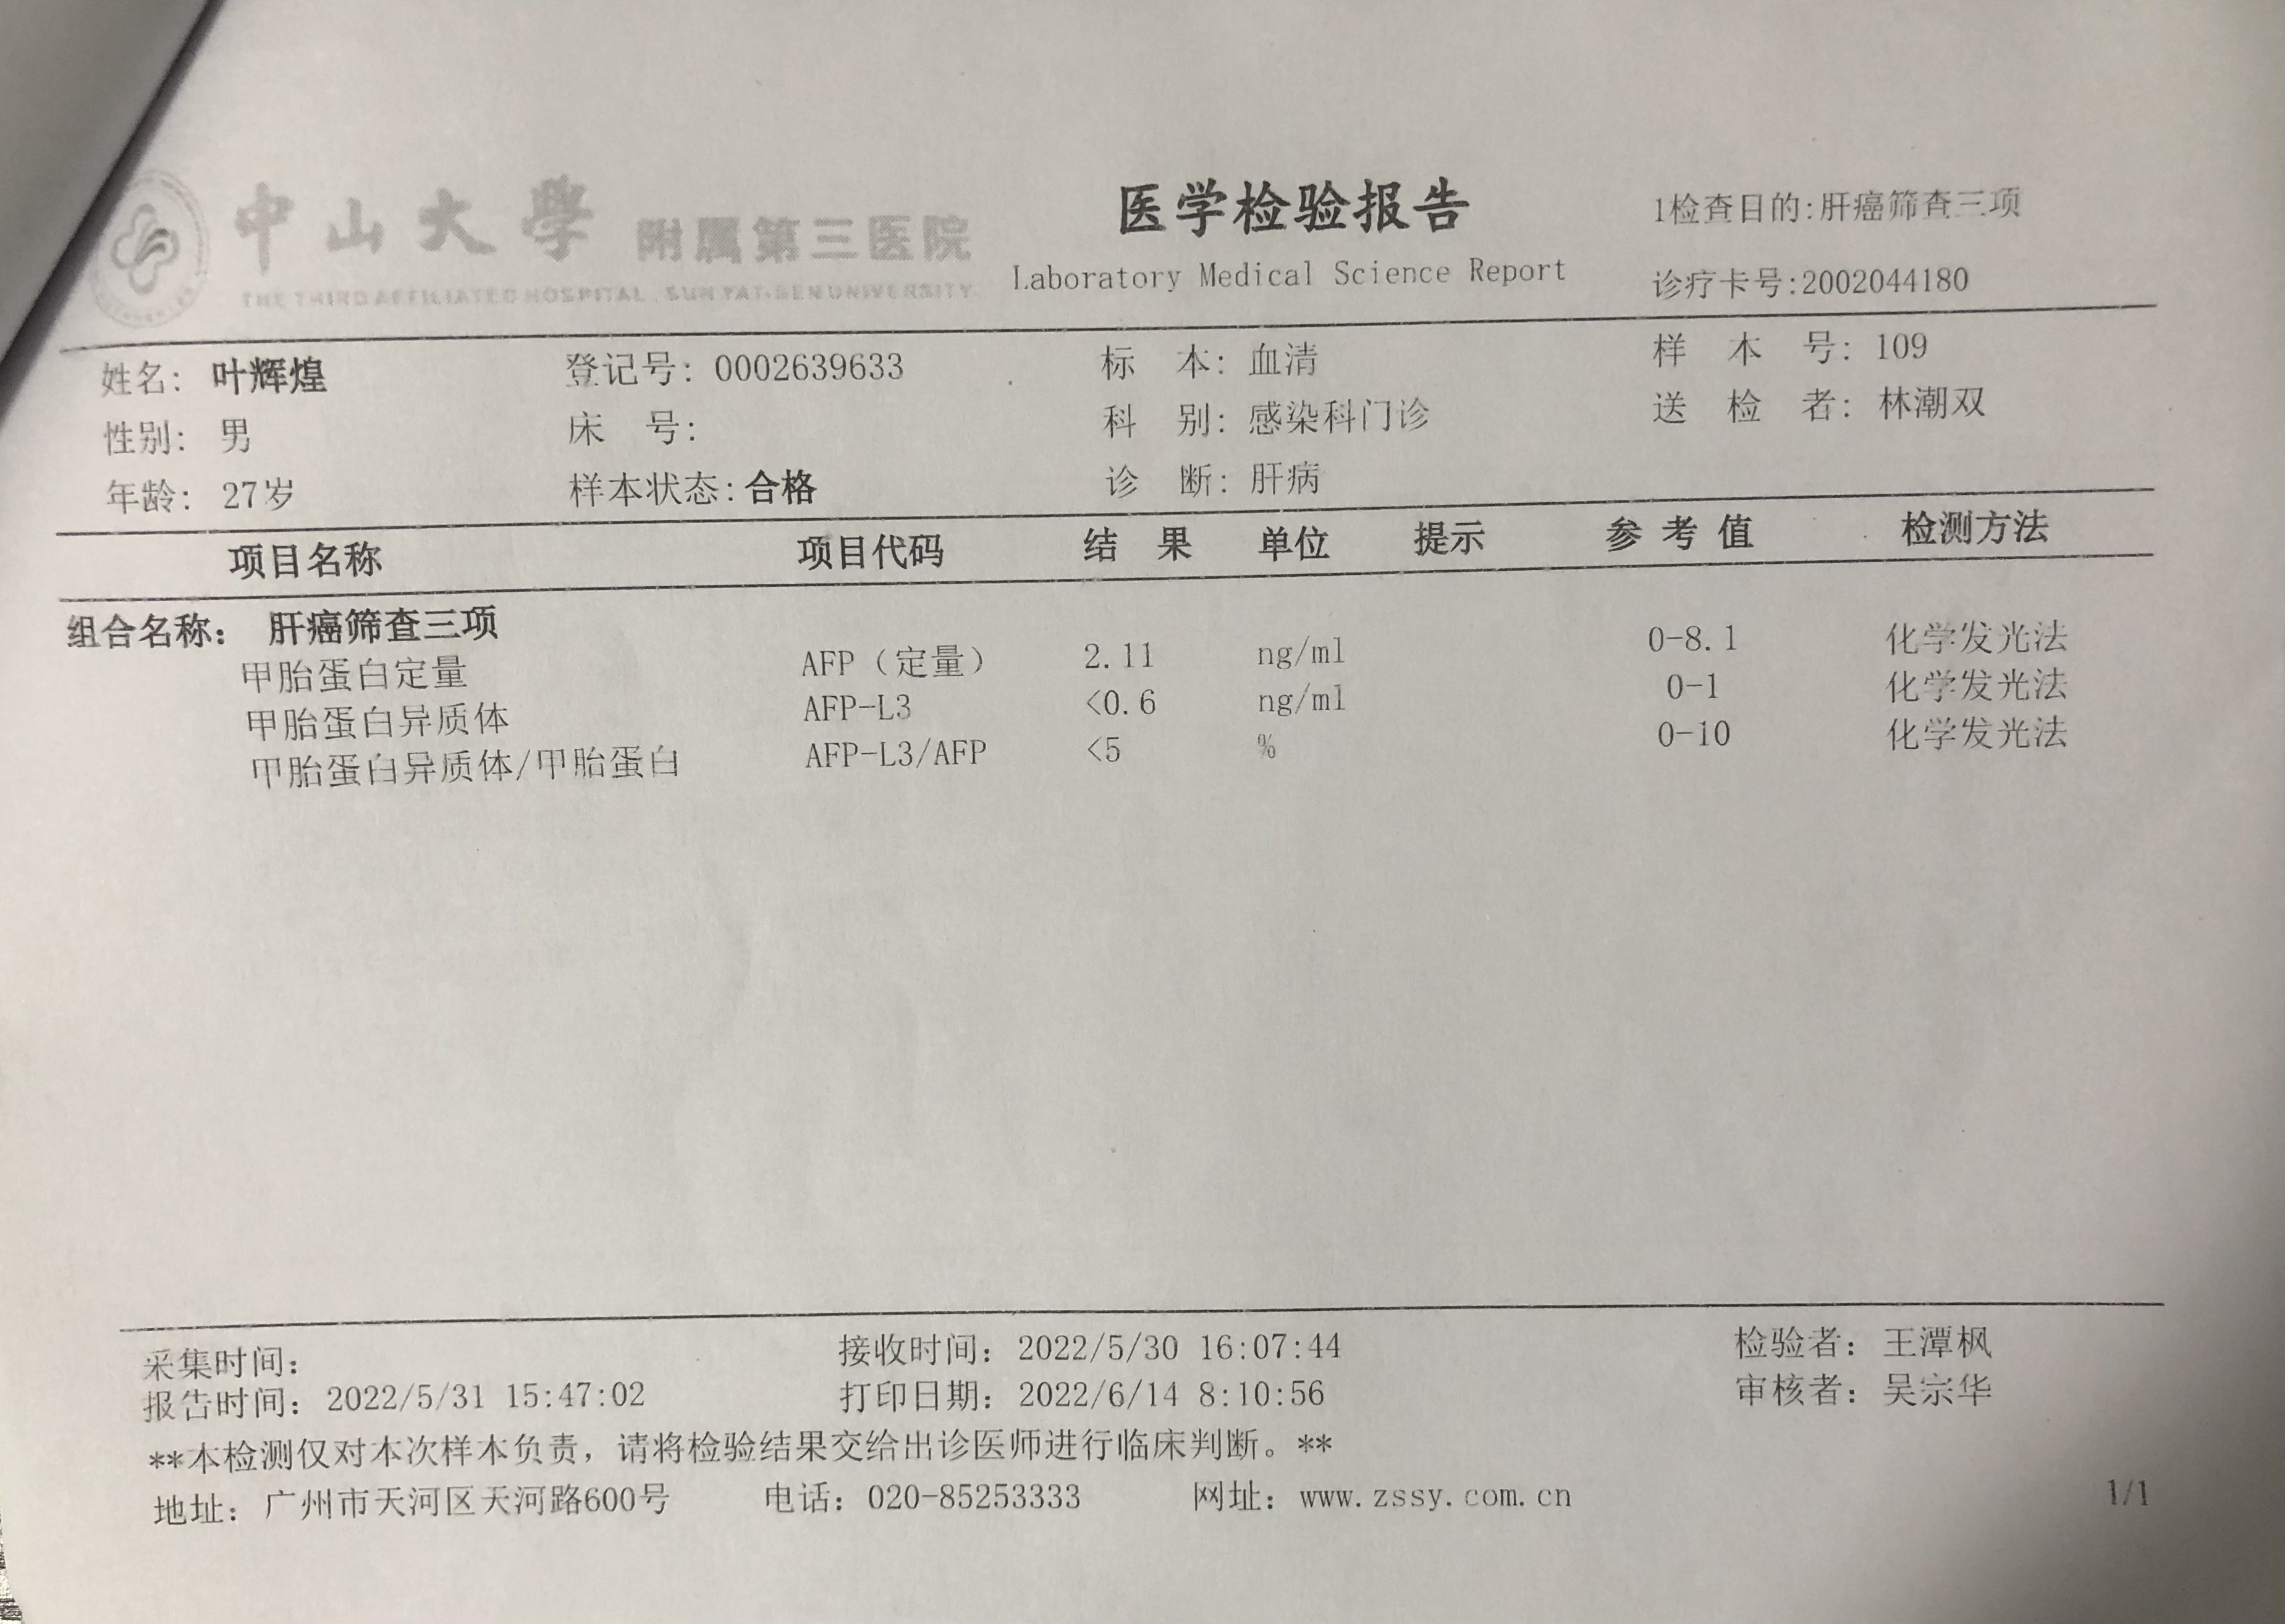 中山大學 附属第三医院
THE THIRD AFFILIATED HOSPITAL, SUN YAT-SEN UNIVERSITY
医学检验报告
Laboratory Medical Science Report
1检查目的:肝癌筛查三项
诊疗卡号:2002044180
姓名: 叶辉煌 登记号: 0002639633 标 本: 血清 样 本 号: 109
性别: 男 床 号: 科 别: 感染科门诊 送 检 者: 林潮双
年龄: 27岁 样本状态:合格 诊 断: 肝病
项目名称 项目代码 结 果 单位 提示 参 考 值 检测方法
组合名称: 肝癌筛查三项
甲胎蛋白定量 AFP（定量） 2.11 ng/ml 0-8.1 化学发光法
甲胎蛋白异质体 AFP-L3 <0.6 ng/ml 0-1 化学发光法
甲胎蛋白异质体/甲胎蛋白 AFP-L3/AFP <5 % 0-10 化学发光法
采集时间: 接收时间: 2022/5/30 16:07:44 检验者: 王潭枫
报告时间: 2022/5/31 15:47:02 打印日期: 2022/6/14 8:10:56 审核者: 吴宗华
**本检测仅对本次样本负责，请将检验结果交给出诊医师进行临床判断。**
地址: 广州市天河区天河路600号 电话: 020-85253333 网址: www.zssy.com.cn 1/1